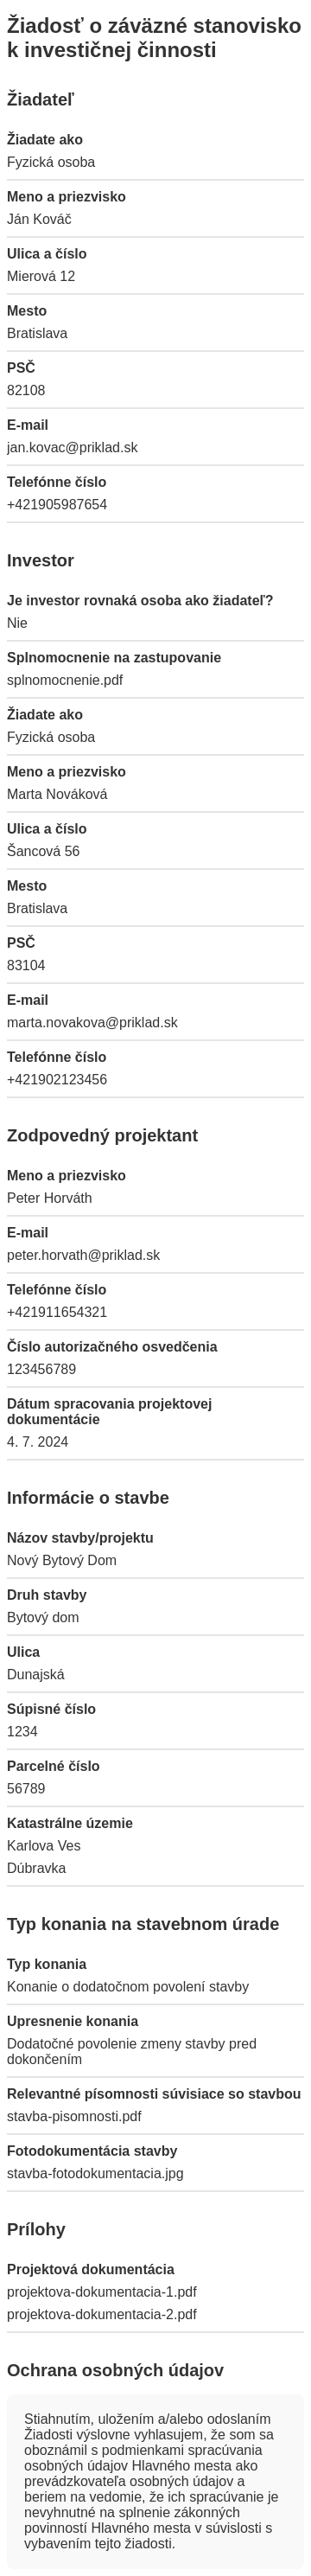 Žiadosť o záväzné stanovisko
k investičnej činnosti
Žiadateľ
Žiadate ako
Fyzická osoba
Meno a priezvisko
Ján Kováč
Ulica a číslo
Mierová 12
Mesto
Bratislava
PSČ
82108
E-mail
jan.kovac@priklad.sk
Telefónne číslo
+421905987654
Investor
Je investor rovnaká osoba ako žiadateľ?
Nie
Splnomocnenie na zastupovanie
splnomocnenie.pdf
Žiadate ako
Fyzická osoba
Meno a priezvisko
Marta Nováková
Ulica a číslo
Šancová 56
Mesto
Bratislava
PSČ
83104
E-mail
marta.novakova@priklad.sk
Telefónne číslo
+421902123456
Zodpovedný projektant
Meno a priezvisko
Peter Horváth
E-mail
peter.horvath@priklad.sk
Telefónne číslo
+421911654321
Číslo autorizačného osvedčenia
123456789
Dátum spracovania projektovej
dokumentácie
4. 7. 2024
Informácie o stavbe
Názov stavby/projektu
Nový Bytový Dom
Druh stavby
Bytový dom
Ulica
Dunajská
Súpisné číslo
1234
Parcelné číslo
56789
Katastrálne územie
Karlova Ves
Dúbravka
Typ konania na stavebnom úrade
Typ konania
Konanie o dodatočnom povolení stavby
Upresnenie konania
Dodatočné povolenie zmeny stavby pred
dokončením
Relevantné písomnosti súvisiace so stavbou
stavba-pisomnosti.pdf
Fotodokumentácia stavby
stavba-fotodokumentacia.jpg
Prílohy
Projektová dokumentácia
projektova-dokumentacia-1.pdf
projektova-dokumentacia-2.pdf
Ochrana osobných údajov
Stiahnutím, uložením a/alebo odoslaním
Žiadosti výslovne vyhlasujem, že som sa
oboznámil s podmienkami spracúvania
osobných údajov Hlavného mesta ako
prevádzkovateľa osobných údajov a
beriem na vedomie, že ich spracúvanie je
nevyhnutné na splnenie zákonných
povinností Hlavného mesta v súvislosti s
vybavením tejto žiadosti.